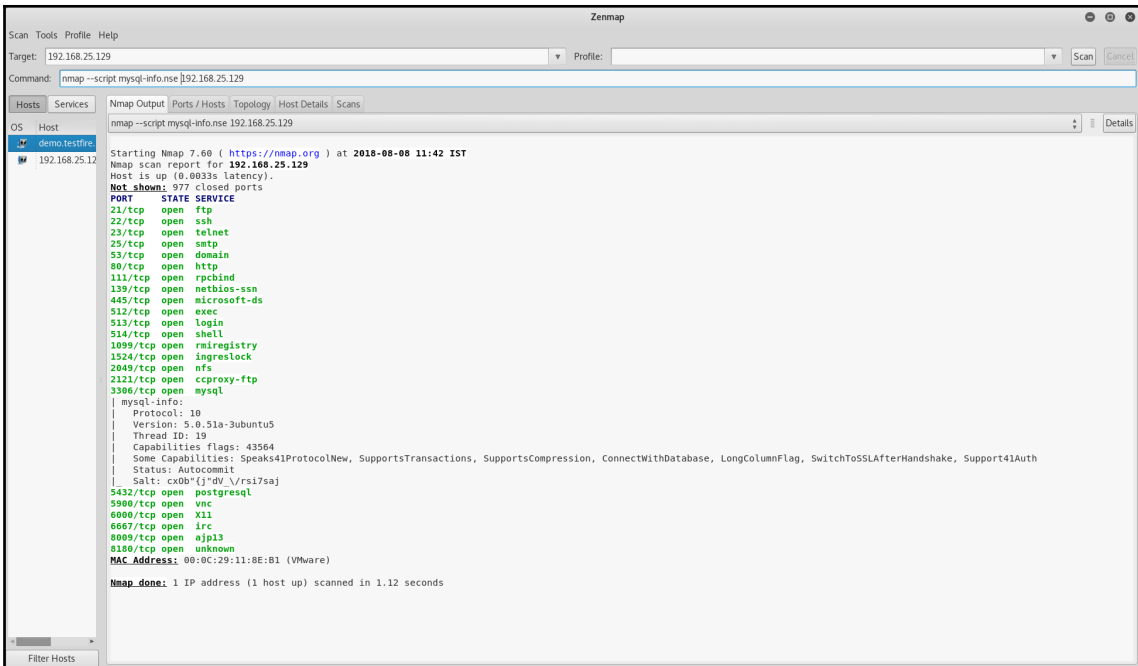 Zenmap
Scan Tools Profile Help
Target: 192.168.25.129 Profile: Scan Cancel
Command: nmap --script mysql-info.nse 192.168.25.129
Hosts Services Nmap Output Ports / Hosts Topology Host Details Scans
nmap --script mysql-info.nse 192.168.25.129 Details
OS Host
demo.testfire.
192.168.25.12
Starting Nmap 7.60 ( https://nmap.org ) at 2018-08-08 11:42 IST
Nmap scan report for 192.168.25.129
Host is up (0.0033s latency).
Not shown: 977 closed ports
PORT STATE SERVICE
21/tcp open ftp
22/tcp open ssh
23/tcp open telnet
25/tcp open smtp
53/tcp open domain
80/tcp open http
111/tcp open rpcbind
139/tcp open netbios-ssn
445/tcp open microsoft-ds
512/tcp open exec
513/tcp open login
514/tcp open shell
1099/tcp open rmiregistry
1524/tcp open ingreslock
2049/tcp open nfs
2121/tcp open ccproxy-ftp
3306/tcp open mysql
| mysql-info:
|   Protocol: 10
|   Version: 5.0.51a-3ubuntu5
|   Thread ID: 19
|   Capabilities flags: 43564
|   Some Capabilities: Speaks41ProtocolNew, SupportsTransactions, SupportsCompression, ConnectWithDatabase, LongColumnFlag, SwitchToSSLAfterHandshake, Support41Auth
|   Status: Autocommit
|_  Salt: cxOb"{j"dV_\/rsi7saj
5432/tcp open postgresql
5900/tcp open vnc
6000/tcp open X11
6667/tcp open irc
8009/tcp open ajp13
8180/tcp open unknown
MAC Address: 00:0C:29:11:8E:B1 (VMware)
Nmap done: 1 IP address (1 host up) scanned in 1.12 seconds
Filter Hosts